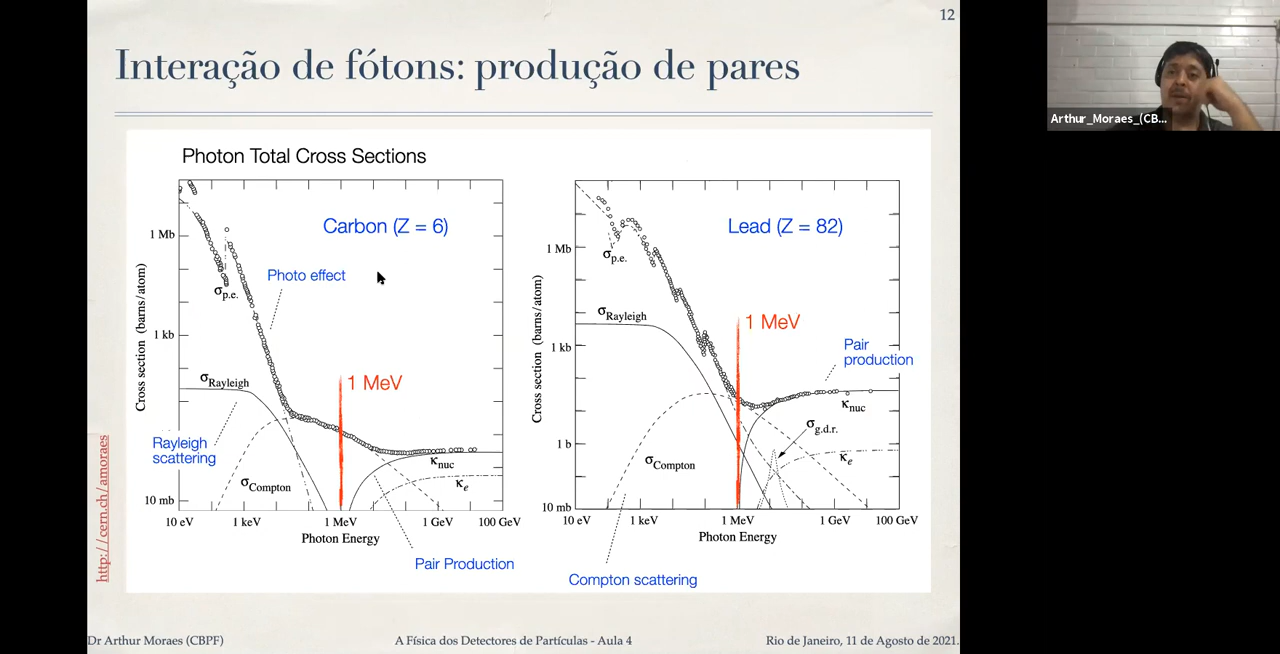 12
Interação de fótons: produção de pares
Photon Total Cross Sections
Carbon (Z = 6)
Photo effect
σp.e.
1 Mb
1 kb
1 b
10 mb
Cross section (barns/atom)
σRayleigh
1 MeV
Rayleigh
scattering
σCompton
κnuc
κe
10 eV
1 keV
1 MeV
1 GeV
100 GeV
Photon Energy
Pair Production
Lead (Z = 82)
σp.e.
1 Mb
1 kb
1 b
10 mb
Cross section (barns/atom)
σRayleigh
1 MeV
Pair
production
κnuc
σg.d.r.
κe
σCompton
10 eV
1 keV
1 MeV
1 GeV
100 GeV
Photon Energy
Compton scattering
http://cern.ch/amoraes
Dr Arthur Moraes (CBPF)
A Física dos Detectores de Partículas - Aula 4
Rio de Janeiro, 11 de Agosto de 2021.
Arthur_Moraes_(CB...